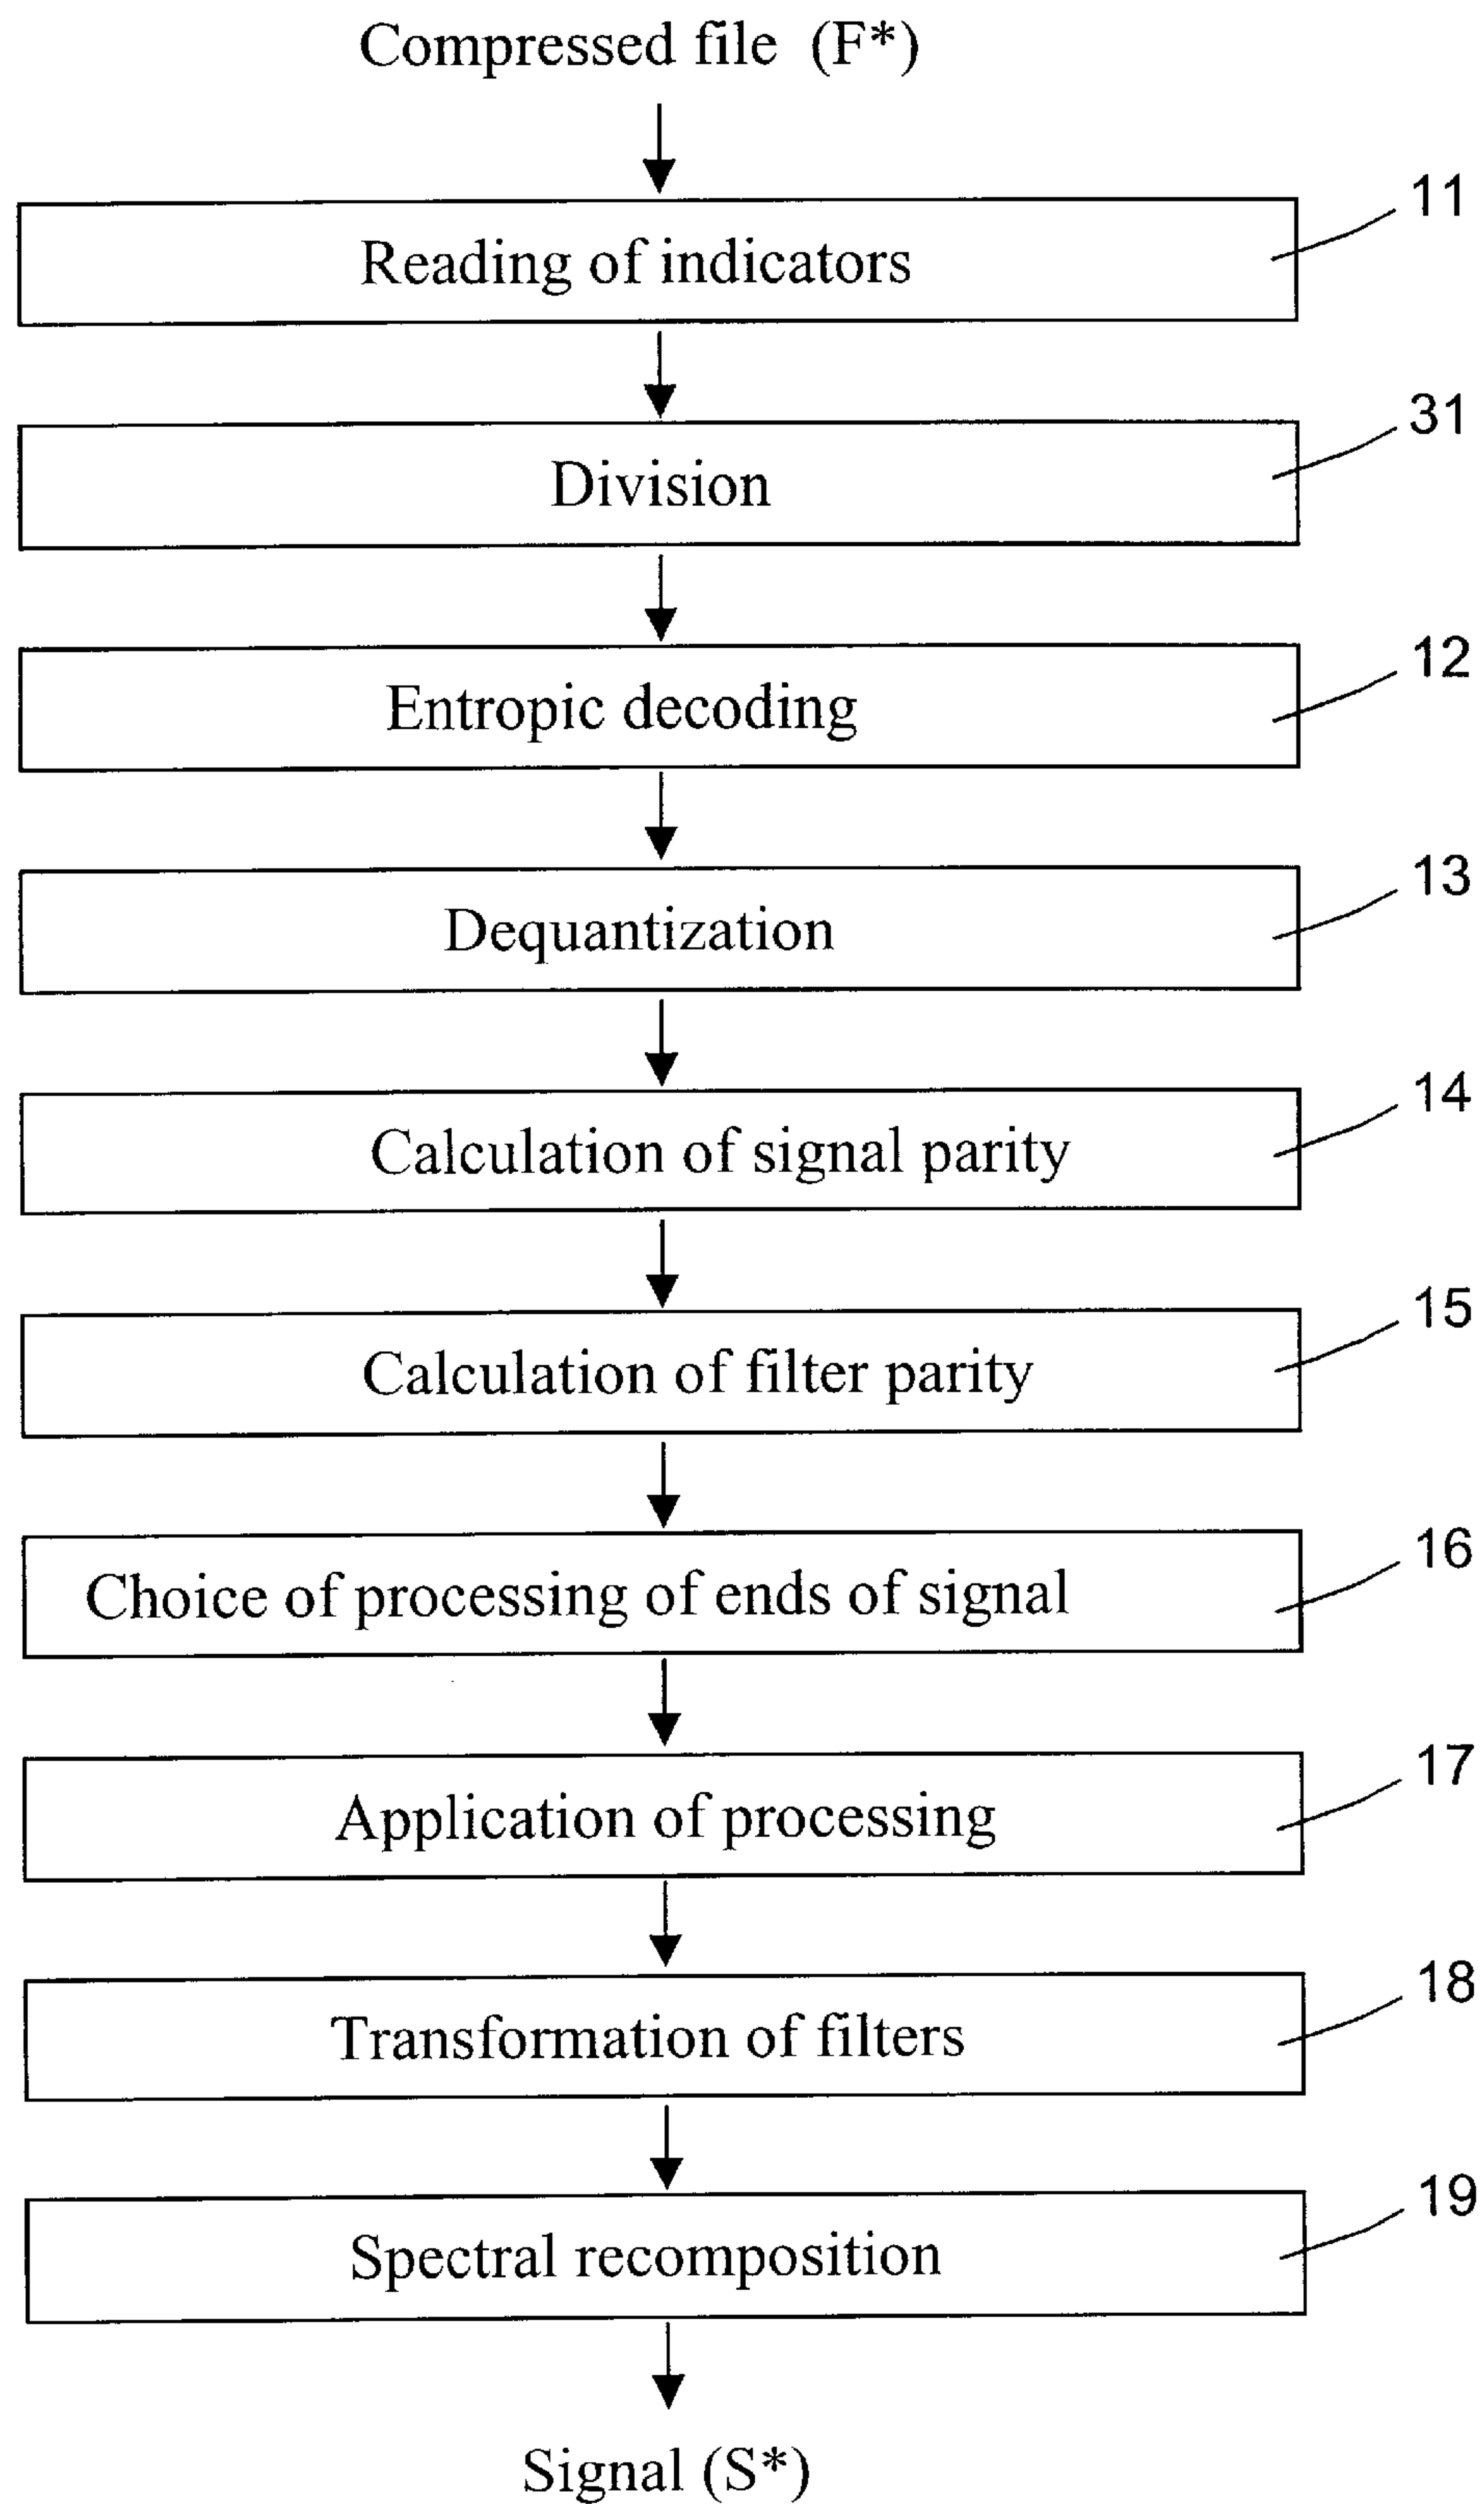 Compressed file (F*)
11
Reading of indicators
31
Division
12
Entropic decoding
13
Dequantization
14
Calculation of signal parity
15
Calculation of filter parity
16
Choice of processing of ends of signal
17
Application of processing
18
Transformation of filters
19
Spectral recomposition
Signal (S*)